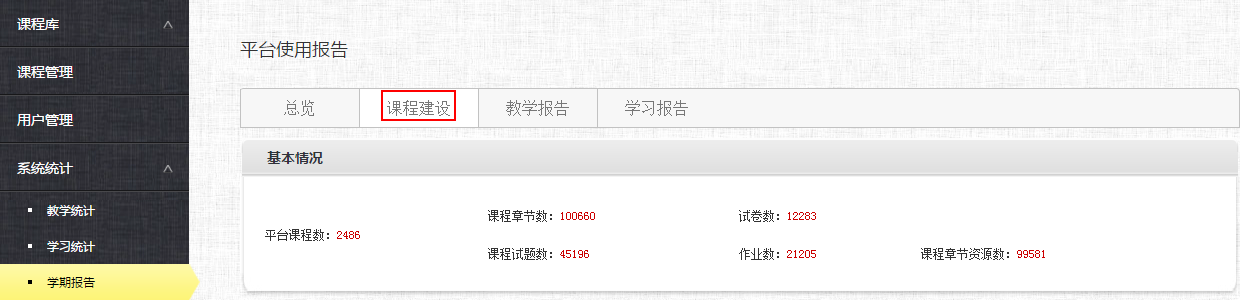 课程库
课程管理
用户管理
系统统计
教学统计
学习统计
学期报告
平台使用报告
总览 课程建设 教学报告 学习报告
基本情况
课程章节数：100660 试卷数：12283
平台课程数：2486
课程试题数：45196 作业数：21205 课程章节资源数：99581